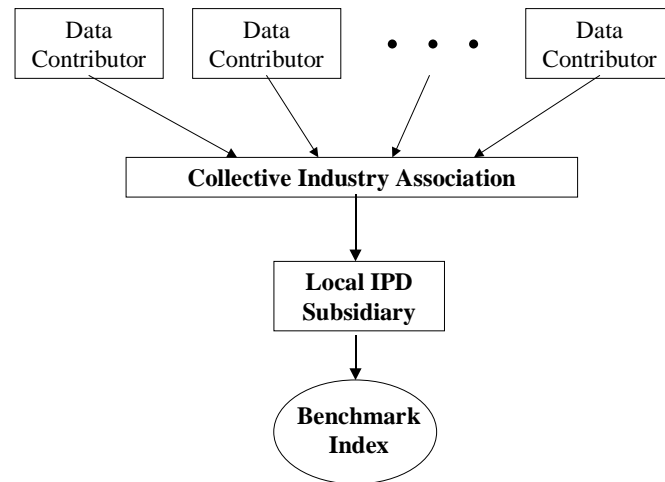 Data
Contributor
Data
Contributor
• • •
Data
Contributor
Collective Industry Association
Local IPD
Subsidiary
Benchmark
Index